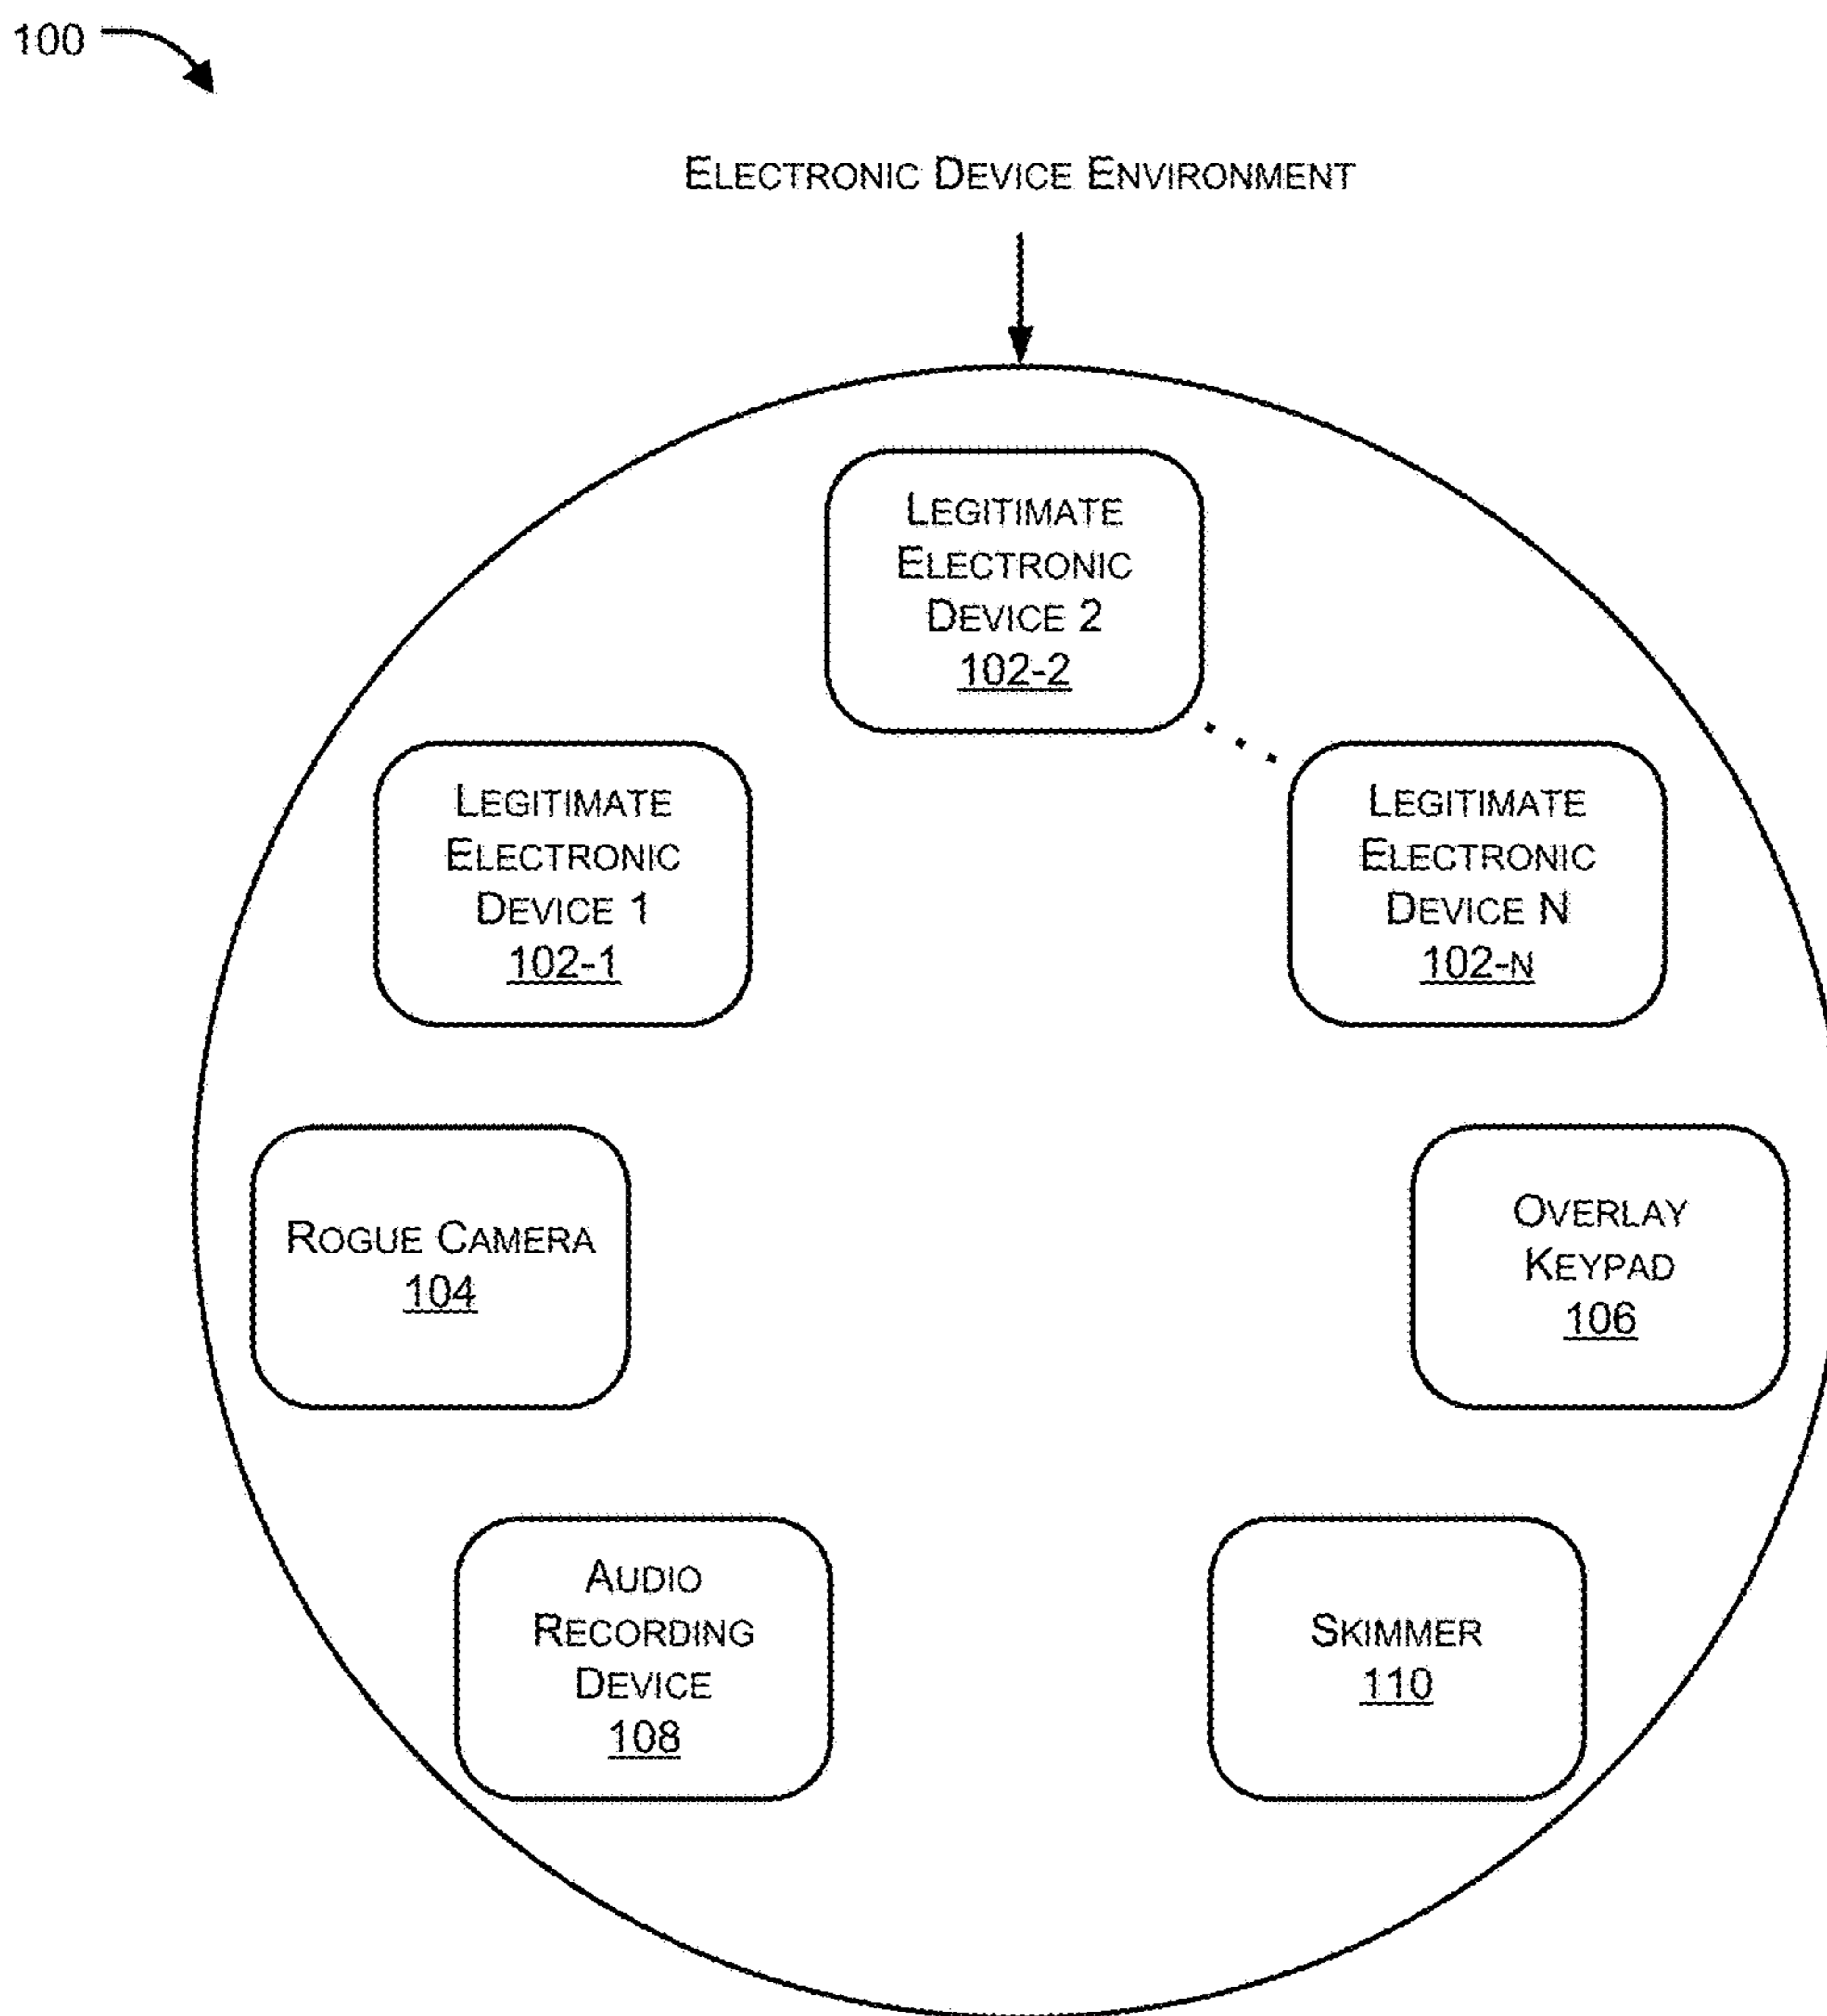 100
ELECTRONIC DEVICE ENVIRONMENT
LEGITIMATE
ELECTRONIC
DEVICE 2
102-2
LEGITIMATE
ELECTRONIC
DEVICE 1
102-1
LEGITIMATE
ELECTRONIC
DEVICE N
102-N
ROGUE CAMERA
104
OVERLAY
KEYPAD
106
AUDIO
RECORDING
DEVICE
108
SKIMMER
110